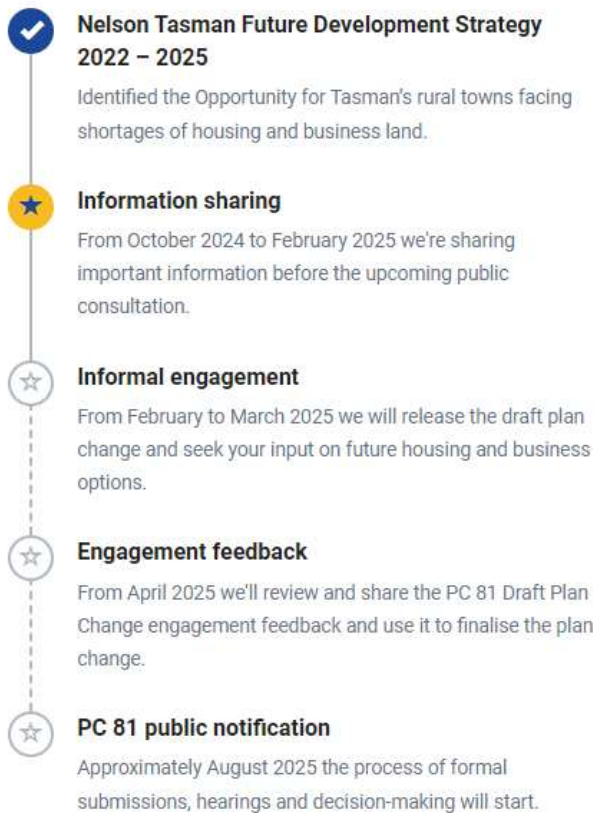 Nelson Tasman Future Development Strategy
2022 – 2025
Identified the Opportunity for Tasman's rural towns facing
shortages of housing and business land.
Information sharing
From October 2024 to February 2025 we're sharing
important information before the upcoming public
consultation.
Informal engagement
From February to March 2025 we will release the draft plan
change and seek your input on future housing and business
options.
Engagement feedback
From April 2025 we'll review and share the PC 81 Draft Plan
Change engagement feedback and use it to finalise the plan
change.
PC 81 public notification
Approximately August 2025 the process of formal
submissions, hearings and decision-making will start.